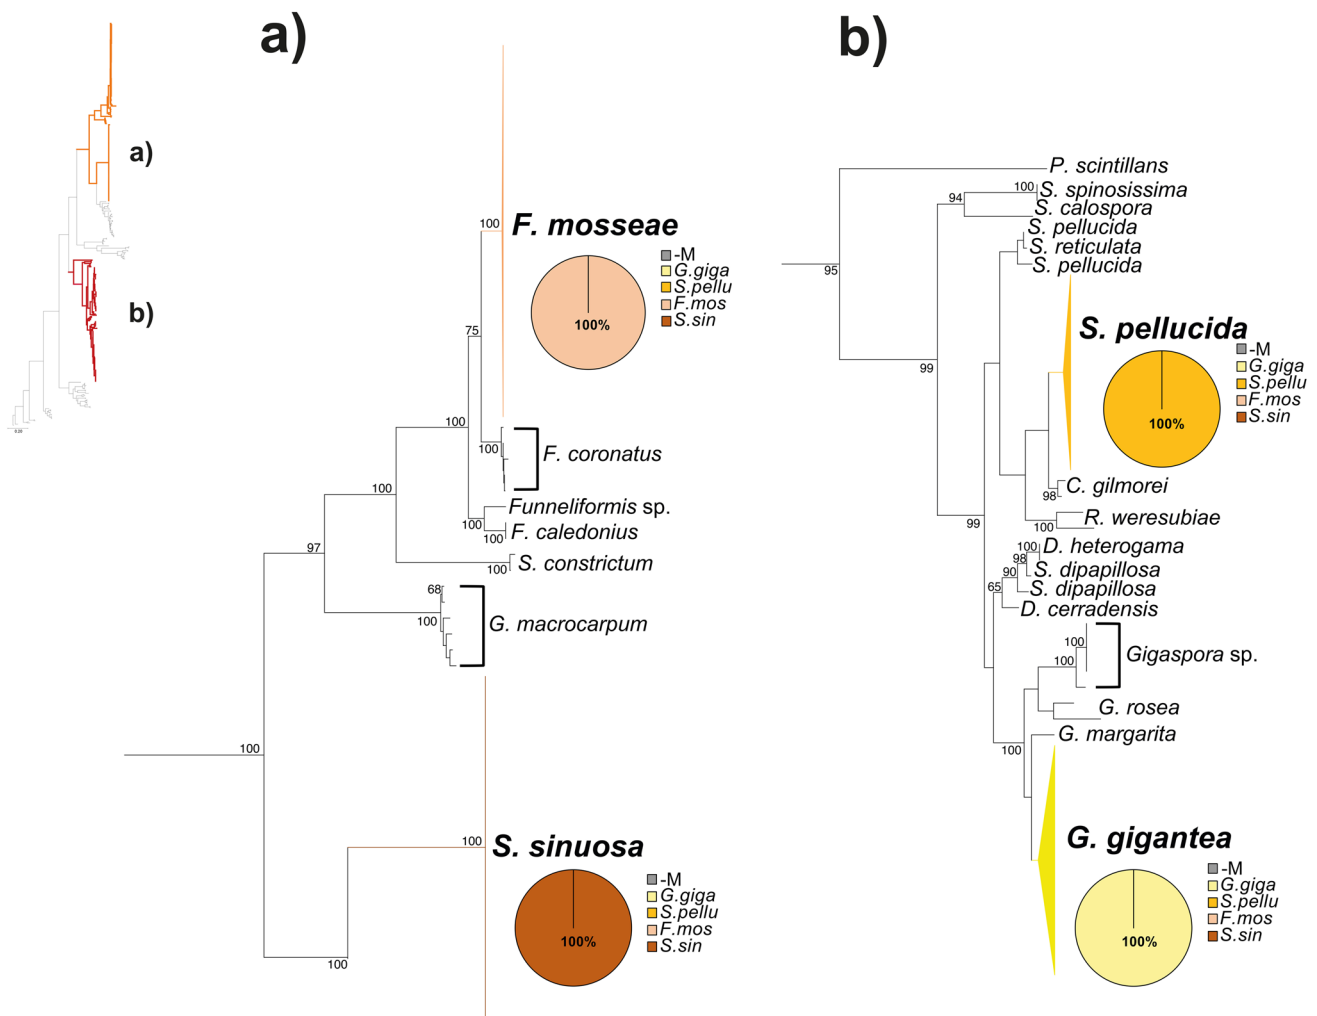 a)
b)
0.20
a)
100
F. mosseae
-M
G.giga
S.pellu
F.mos
S.sin
100%
75
100
100
F. coronatus
100
Funneliformis sp.
100
F. caledonius
100
97
S. constrictum
100
68
100
G. macrocarpum
100
100
S. sinuosa
-M
G.giga
S.pellu
F.mos
S.sin
100%
100
b)
P. scintillans
100
S. spinosissima
94
S. calospora
S. pellucida
S. reticulata
S. pellucida
95
S. pellucida
-M
G.giga
S.pellu
F.mos
S.sin
100%
99
C. gilmorei
98
R. weresubiae
99
100
100
D. heterogama
98
S. dipapillosa
90
S. dipapillosa
65
D. cerradensis
100
100
Gigaspora sp.
G. rosea
G. margarita
100
G. gigantea
-M
G.giga
S.pellu
F.mos
S.sin
100%